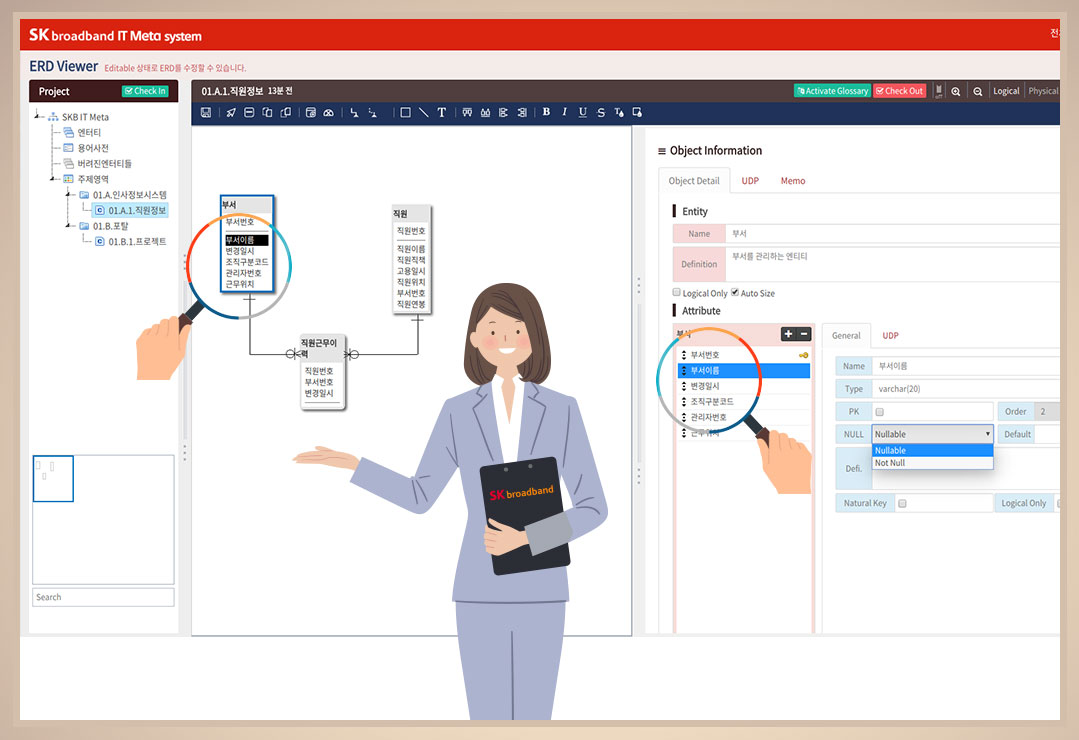 SK broadband IT Meta system
ERD Viewer Editable 상태로 ERD를 수정할 수 있습니다.
Project Check In
SKB IT Meta
엔터티
용어사전
버려진엔터티들
주제영역
01.A.인사정보시스템
01.A.1.직원정보
01.B.포탈
01.B.1.프로젝트
Search
01.A.1.직원정보 13분 전
Activate Glossary Check Out Logical Physical
T B I U S
부서
부서번호
부서이름
변경일시
조직구분코드
관리자번호
근무위치
직원
직원번호
직원이름
직원직책
고용일시
직원위치
부서번호
직원연봉
직원근무이
력
직원번호
부서번호
변경일시
SK broadband
Object Information
Object Detail UDP Memo
Entity
Name 부서
Definition 부서를 관리하는 엔티티
Logical Only Auto Size
Attribute
부서
부서번호
부서이름
변경일시
조직구분코드
관리자번호
근무위치
General UDP
Name 부서이름
Type varchar(20)
PK Order 2
NULL Nullable Default
Nullable
Not Null
Defi.
Natural Key Logical Only